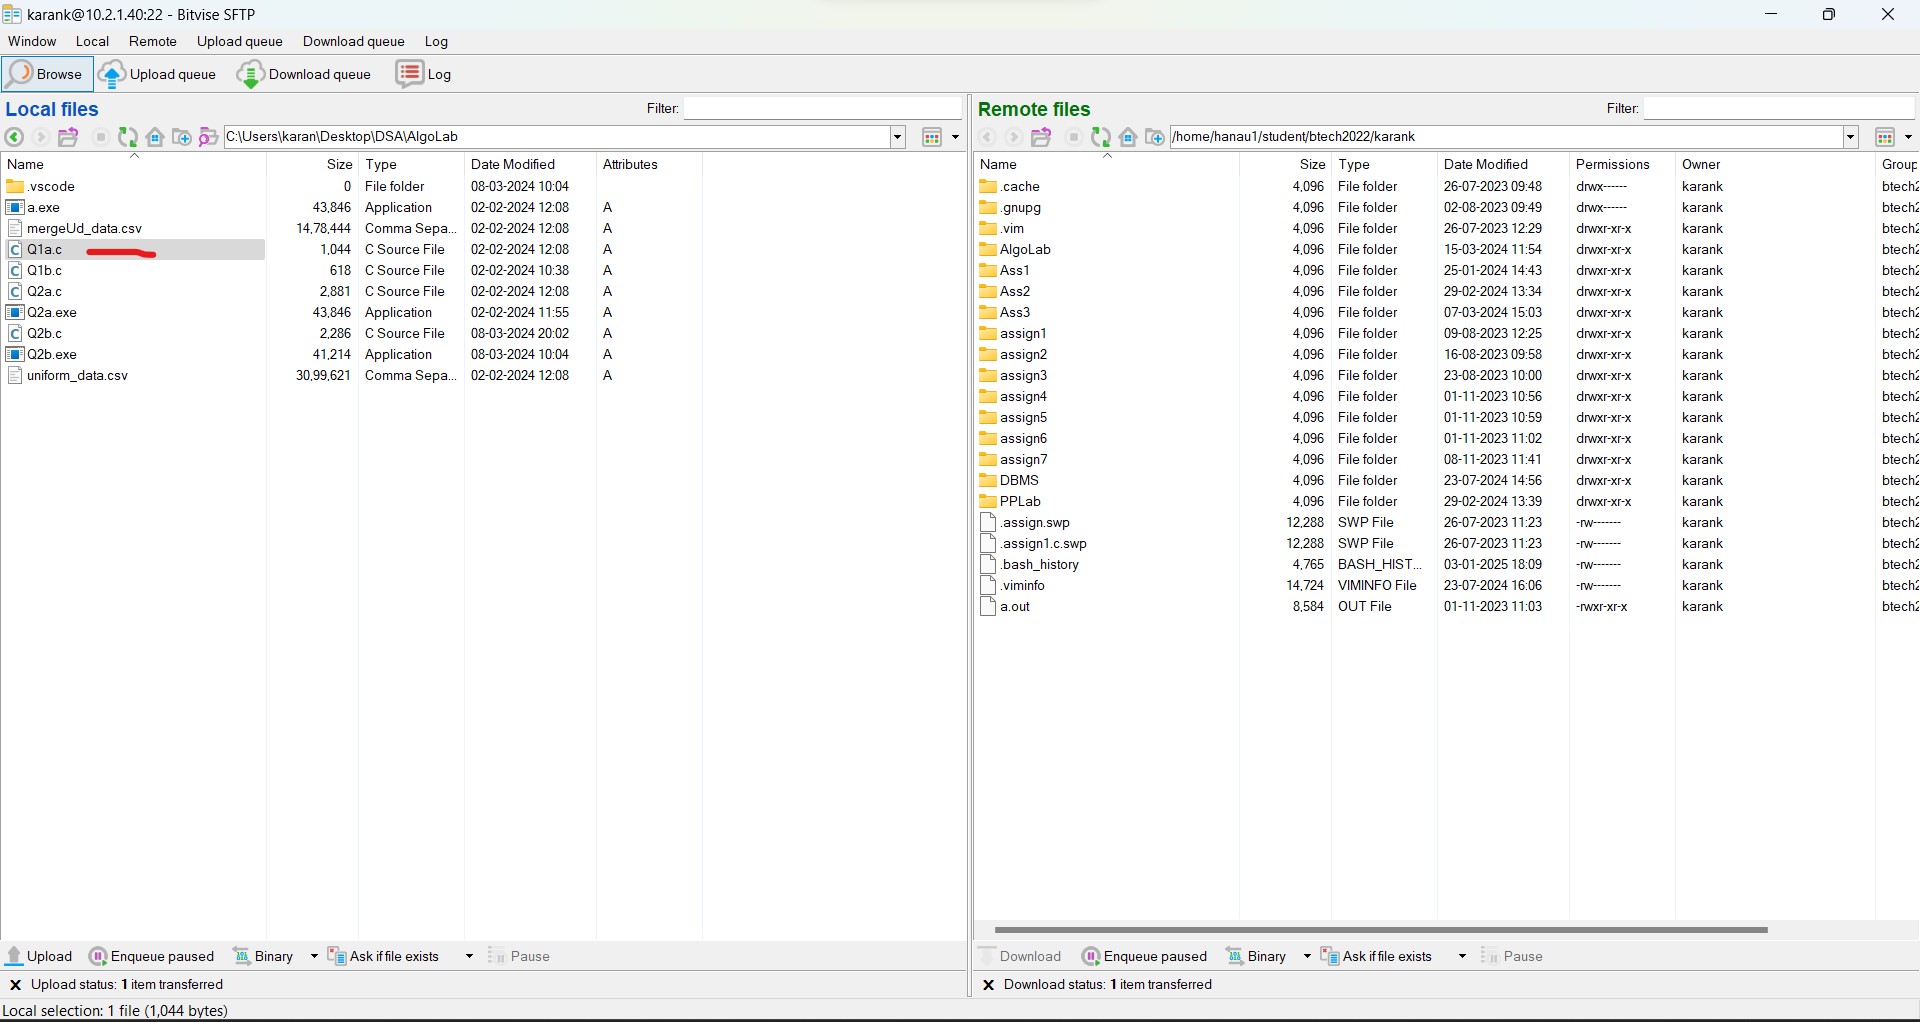 karank@10.2.1.40:22 - Bitvise SFTP
Window Local Remote Upload queue Download queue Log
Browse Upload queue Download queue Log
Local files Filter:
C:\Users\karan\Desktop\DSA\AlgoLab
Name Size Type Date Modified Attributes
.vscode 0 File folder 08-03-2024 10:04
a.exe 43,846 Application 02-02-2024 12:08 A
mergeUd_data.csv 14,78,444 Comma Sepa... 02-02-2024 12:08 A
Q1a.c 1,044 C Source File 02-02-2024 12:08 A
Q1b.c 618 C Source File 02-02-2024 10:38 A
Q2a.c 2,881 C Source File 02-02-2024 12:08 A
Q2a.exe 43,846 Application 02-02-2024 11:55 A
Q2b.c 2,286 C Source File 08-03-2024 20:02 A
Q2b.exe 41,214 Application 08-03-2024 10:04 A
uniform_data.csv 30,99,621 Comma Sepa... 02-02-2024 12:08 A
Upload Enqueue paused Binary Ask if file exists Pause
Upload status: 1 item transferred
Local selection: 1 file (1,044 bytes)
Remote files Filter:
/home/hanau1/student/btech2022/karank
Name Size Type Date Modified Permissions Owner Group
.cache 4,096 File folder 26-07-2023 09:48 drwx------ karank btech2
.gnupg 4,096 File folder 02-08-2023 09:49 drwx------ karank btech2
.vim 4,096 File folder 26-07-2023 12:29 drwxr-xr-x karank btech2
AlgoLab 4,096 File folder 15-03-2024 11:54 drwxr-xr-x karank btech2
Ass1 4,096 File folder 25-01-2024 14:43 drwxr-xr-x karank btech2
Ass2 4,096 File folder 29-02-2024 13:34 drwxr-xr-x karank btech2
Ass3 4,096 File folder 07-03-2024 15:03 drwxr-xr-x karank btech2
assign1 4,096 File folder 09-08-2023 12:25 drwxr-xr-x karank btech2
assign2 4,096 File folder 16-08-2023 09:58 drwxr-xr-x karank btech2
assign3 4,096 File folder 23-08-2023 10:00 drwxr-xr-x karank btech2
assign4 4,096 File folder 01-11-2023 10:56 drwxr-xr-x karank btech2
assign5 4,096 File folder 01-11-2023 10:59 drwxr-xr-x karank btech2
assign6 4,096 File folder 01-11-2023 11:02 drwxr-xr-x karank btech2
assign7 4,096 File folder 08-11-2023 11:41 drwxr-xr-x karank btech2
DBMS 4,096 File folder 23-07-2024 14:56 drwxr-xr-x karank btech2
PPLab 4,096 File folder 29-02-2024 13:39 drwxr-xr-x karank btech2
.assign.swp 12,288 SWP File 26-07-2023 11:23 -rw------- karank btech2
.assign1.c.swp 12,288 SWP File 26-07-2023 11:23 -rw------- karank btech2
.bash_history 4,765 BASH_HIST... 03-01-2025 18:09 -rw------- karank btech2
.viminfo 14,724 VIMINFO File 23-07-2024 16:06 -rw------- karank btech2
a.out 8,584 OUT File 01-11-2023 11:03 -rwxr-xr-x karank btech2
Download Enqueue paused Binary Ask if file exists Pause
Download status: 1 item transferred